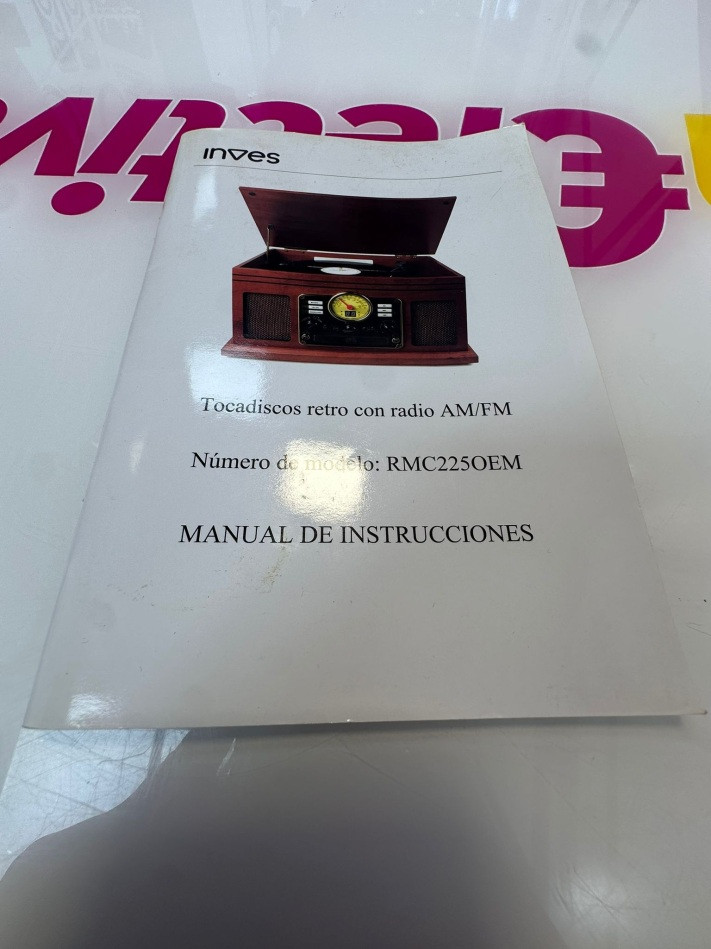 inves
Tocadiscos retro con radio AM/FM
Número de modelo: RMC225OEM
MANUAL DE INSTRUCCIONES